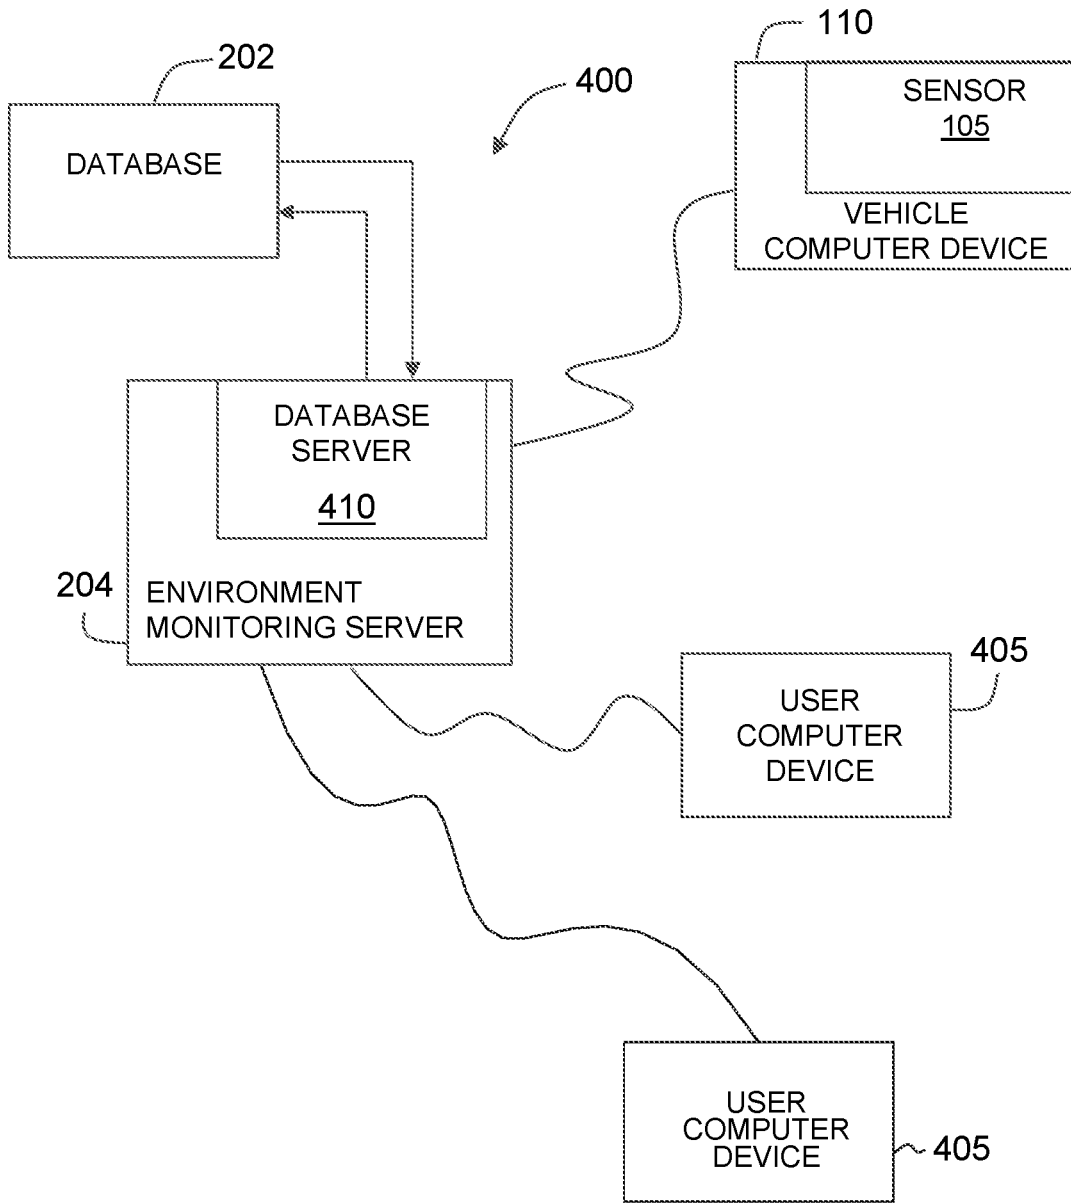 202
DATABASE
400
110
SENSOR
105
VEHICLE
COMPUTER DEVICE
DATABASE
SERVER
410
204
ENVIRONMENT
MONITORING SERVER
405
USER
COMPUTER
DEVICE
USER
COMPUTER
DEVICE
405